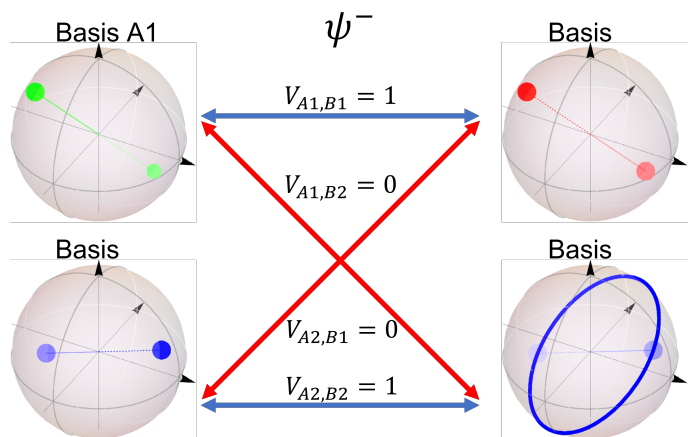 Basis A1
ψ⁻
Basis
V_{A1,B1} = 1
V_{A1,B2} = 0
Basis
Basis
V_{A2,B1} = 0
V_{A2,B2} = 1